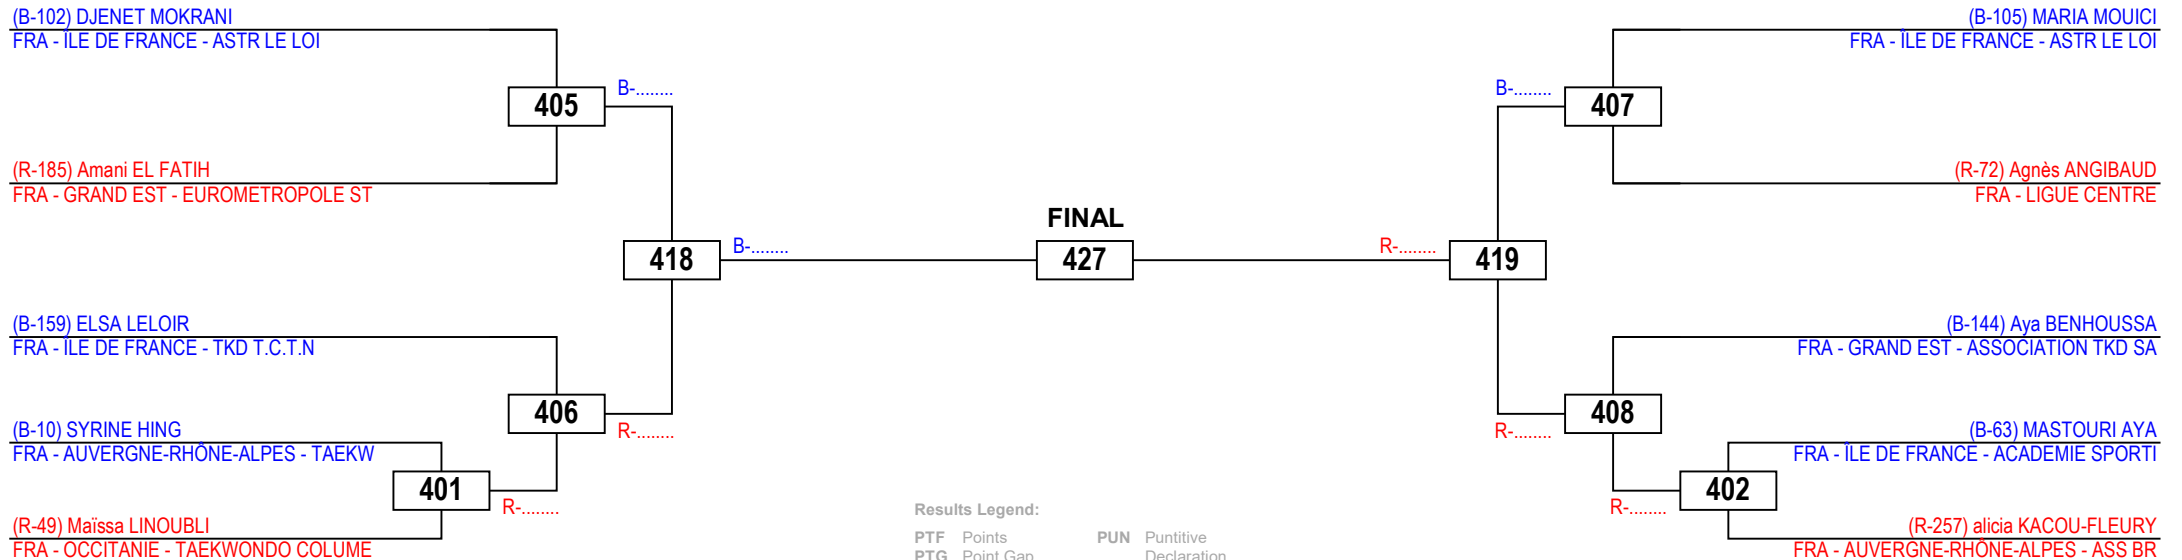 (B-102) DJENET MOKRANI
FRA - ÎLE DE FRANCE - ASTR LE LOI
405
B-........
(R-185) Amani EL FATIH
FRA - GRAND EST - EUROMETROPOLE ST
418
B-........
(B-159) ELSA LELOIR
FRA - ÎLE DE FRANCE - TKD T.C.T.N
406
R-........
(B-10) SYRINE HING
FRA - AUVERGNE-RHÔNE-ALPES - TAEKW
401
R-........
(R-49) Maïssa LINOUBLI
FRA - OCCITANIE - TAEKWONDO COLUME
FINAL
427
(B-105) MARIA MOUICI
FRA - ÎLE DE FRANCE - ASTR LE LOI
B-........
407
(R-72) Agnès ANGIBAUD
FRA - LIGUE CENTRE
R-........
419
(B-144) Aya BENHOUSSA
FRA - GRAND EST - ASSOCIATION TKD SA
R-........
408
(B-63) MASTOURI AYA
FRA - ÎLE DE FRANCE - ACADEMIE SPORTI
R-........
402
(R-257) alicia KACOU-FLEURY
FRA - AUVERGNE-RHÔNE-ALPES - ASS BR
Results Legend:
PTF Points PUN Puntitive
PTG Point Gap Declaration